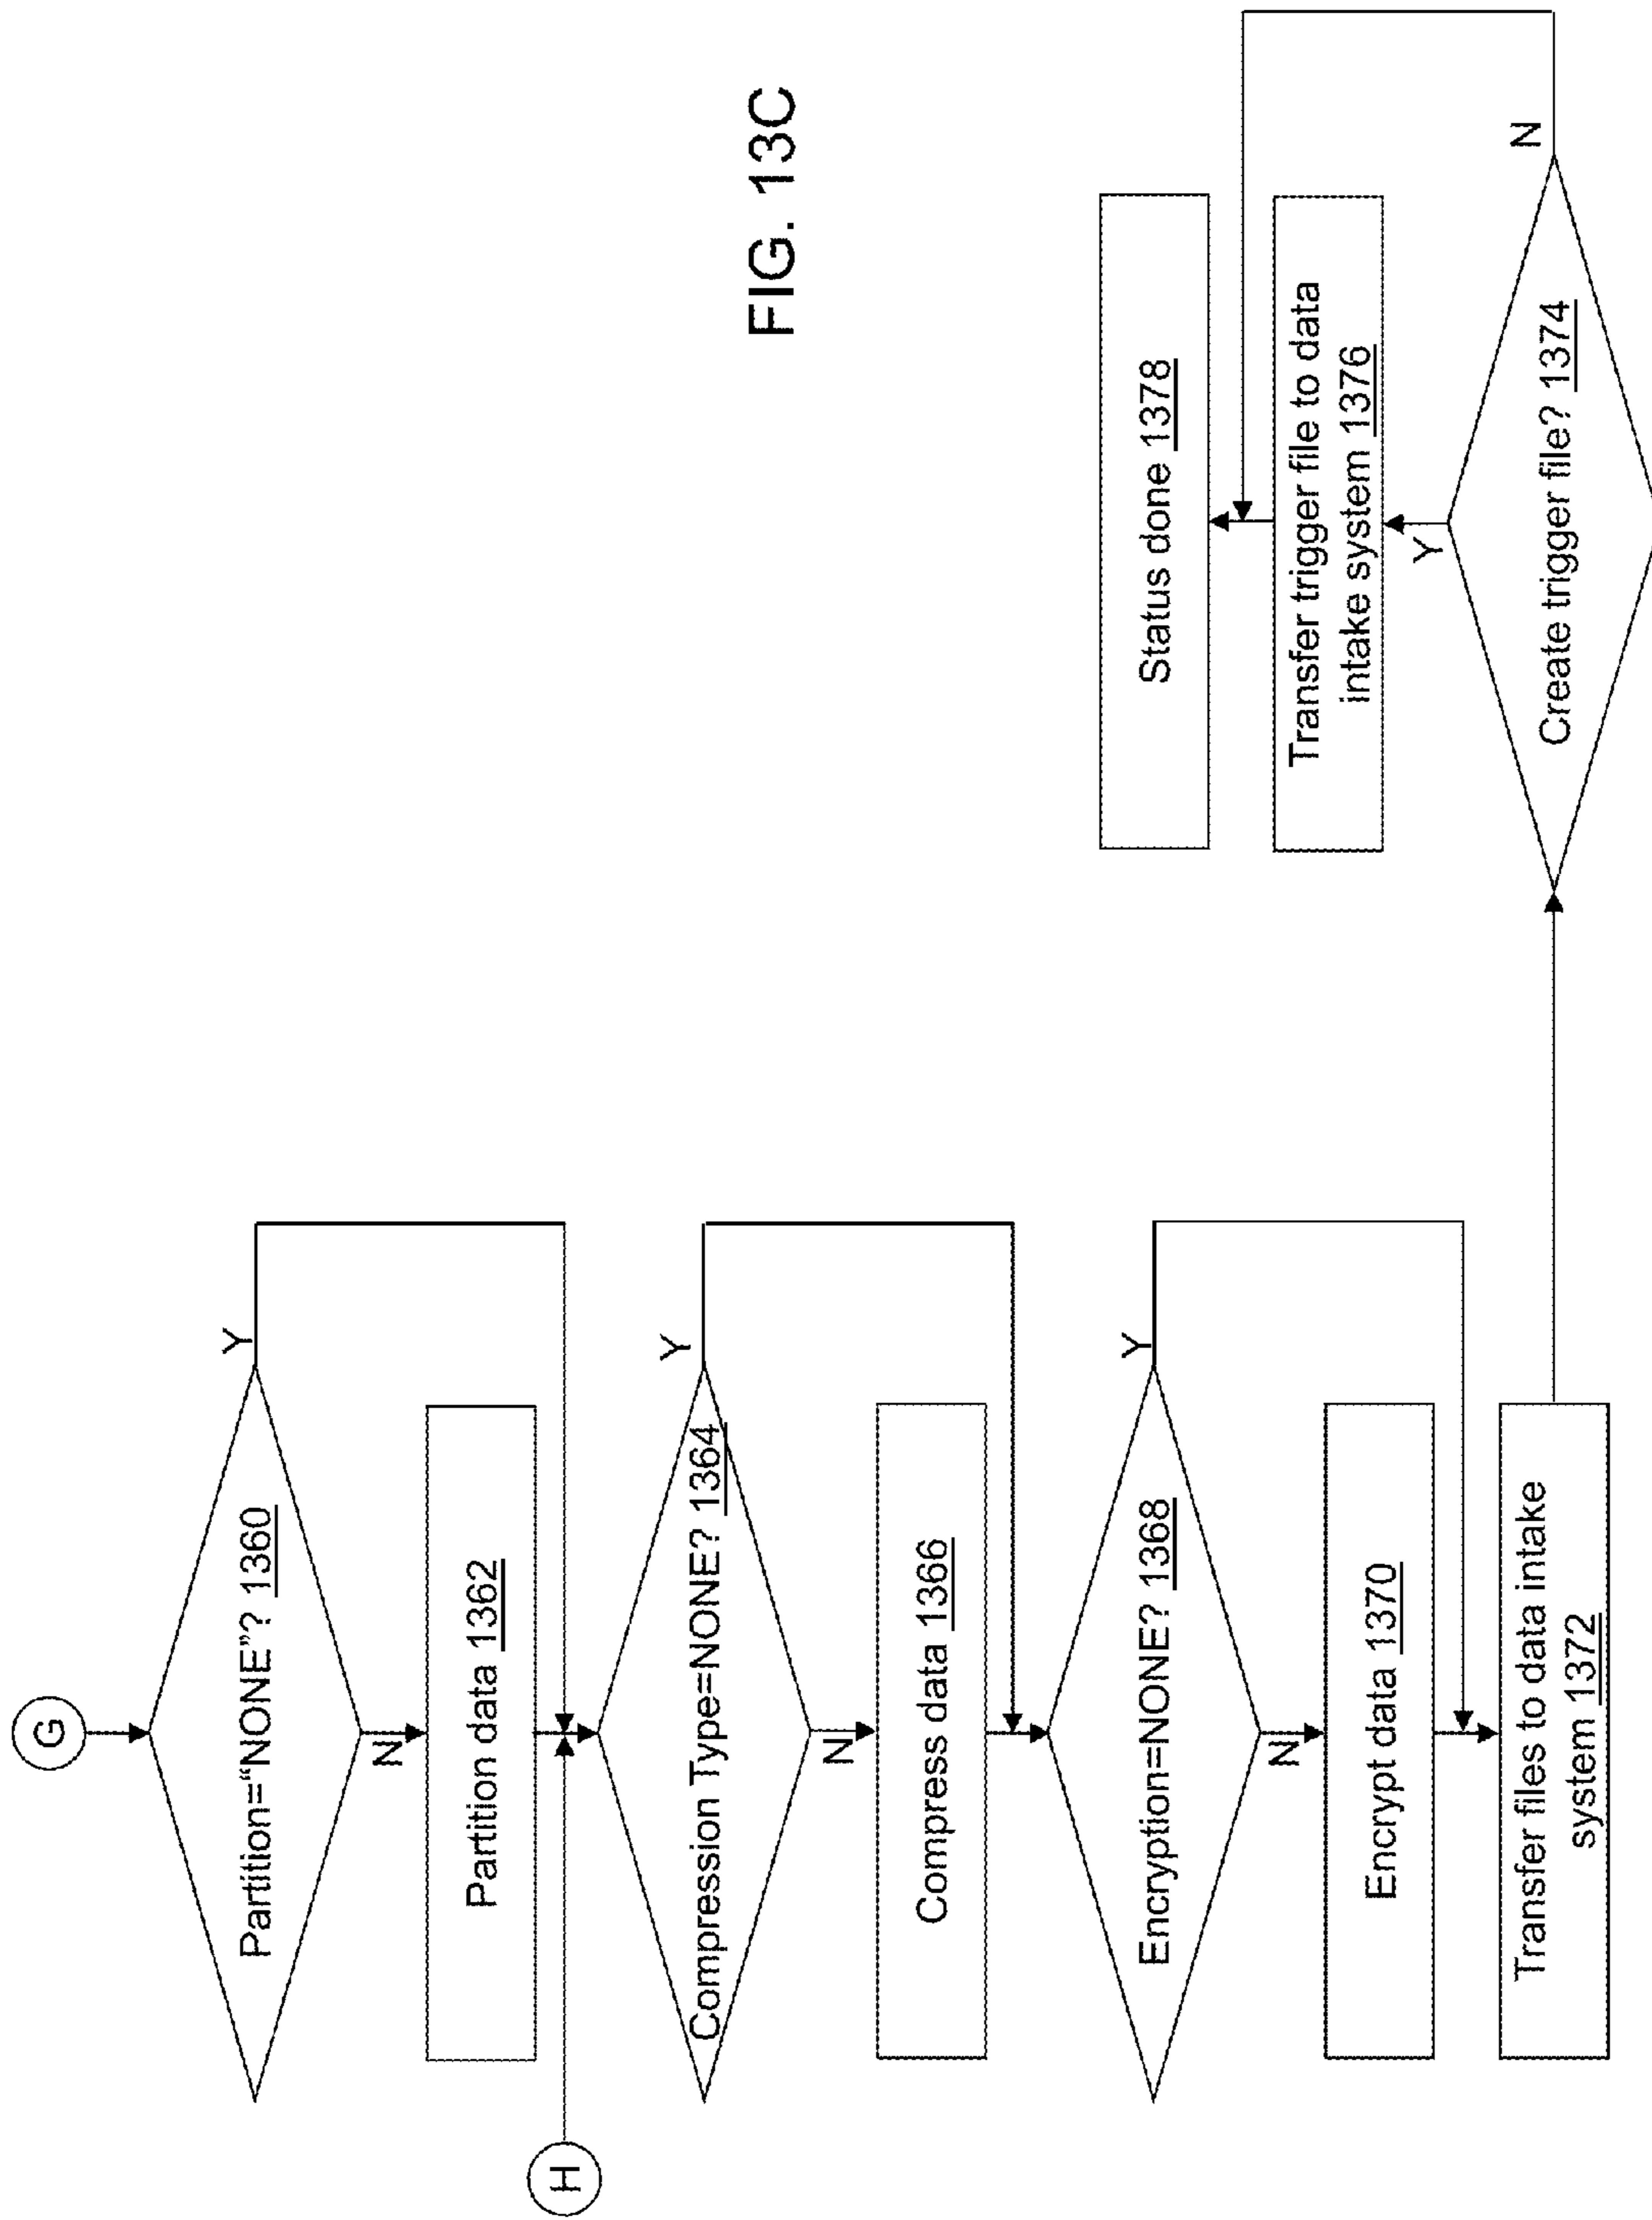 FIG. 13C
G
Partition=“NONE”? 1360
Y
N
Partition data 1362
H
Compression Type=NONE? 1364
Y
N
Compress data 1366
Encryption=NONE? 1368
Y
N
Encrypt data 1370
Transfer files to data intake
system 1372
Create trigger file? 1374
N
Y
Transfer trigger file to data
intake system 1376
Status done 1378